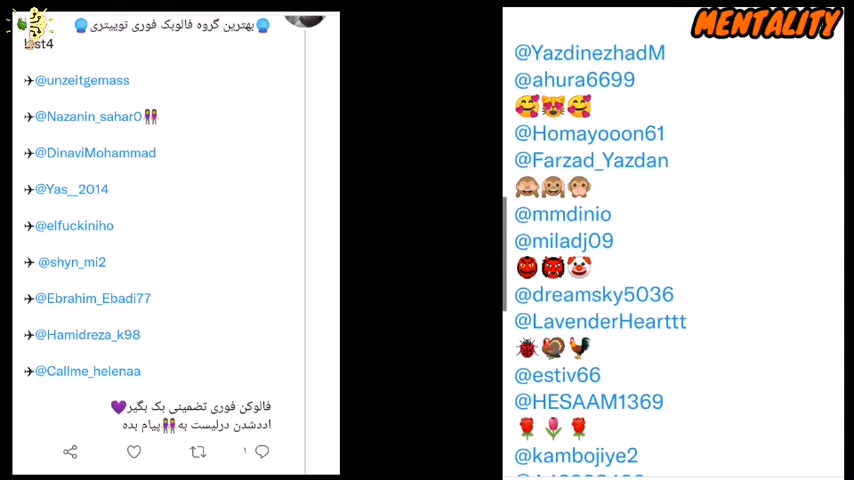 MENTALITY
🔮بهترین گروه فالوبک فوری توییتری🔮
list4
✈@unzeitgemass
✈@Nazanin_sahar0👭
✈@DinaviMohammad
✈@Yas__2014
✈@elfuckiniho
✈@shyn_mi2
✈@Ebrahim_Ebadi77
✈@Hamidreza_k98
✈@Callme_helenaa
فالوکن فوری تضمینی بک بگیر💜
اددشدن درلیست به👭پیام بده
۱
@YazdinezhadM
@ahura6699
🥰😻🥰
@Homayooon61
@Farzad_Yazdan
🙈🙉🙊
@mmdinio
@miladj09
👺👹🤡
@dreamsky5036
@LavenderHearttt
🐞🦃🐓
@estiv66
@HESAAM1369
🌹🌷🌹
@kambojiye2